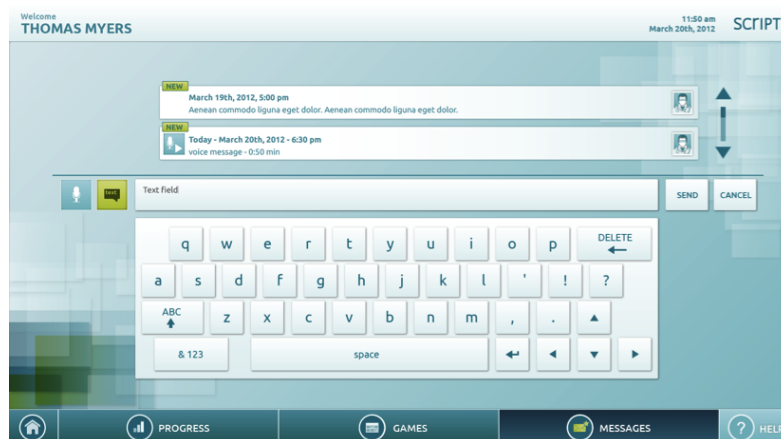 Welcome
THOMAS MYERS
11:50 am
March 20th, 2012
SCRIPT
NEW
March 19th, 2012, 5:00 pm
Aenean commodo liguna eget dolor. Aenean commodo liguna eget dolor.
NEW
Today - March 20th, 2012 - 6:30 pm
voice message - 0:50 min
text
Text field
SEND
CANCEL
q w e r t y u i o p DELETE
a s d f g h j k l ' ! ?
ABC z x c v b n m , .
& 123 space
PROGRESS
GAMES
MESSAGES
? HELP